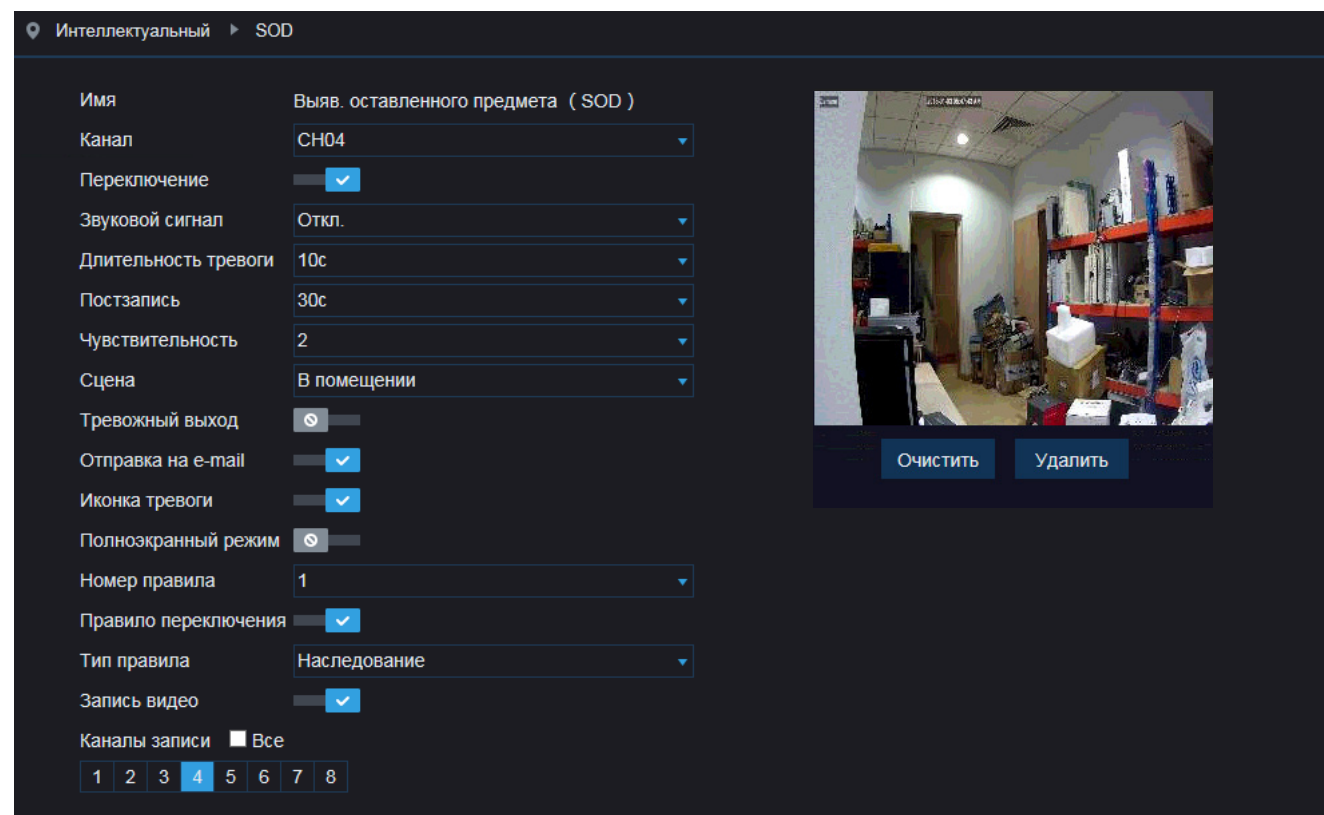 Интеллектуальный SOD
Имя Выяв. оставленного предмета ( SOD )
Канал CH04
Переключение
Звуковой сигнал Откл.
Длительность тревоги 10с
Постзапись 30с
Чувствительность 2
Сцена В помещении
Тревожный выход
Отправка на e-mail
Иконка тревоги
Полноэкранный режим
Номер правила 1
Правило переключения
Тип правила Наследование
Запись видео
Каналы записи Все
1 2 3 4 5 6 7 8
Очистить Удалить